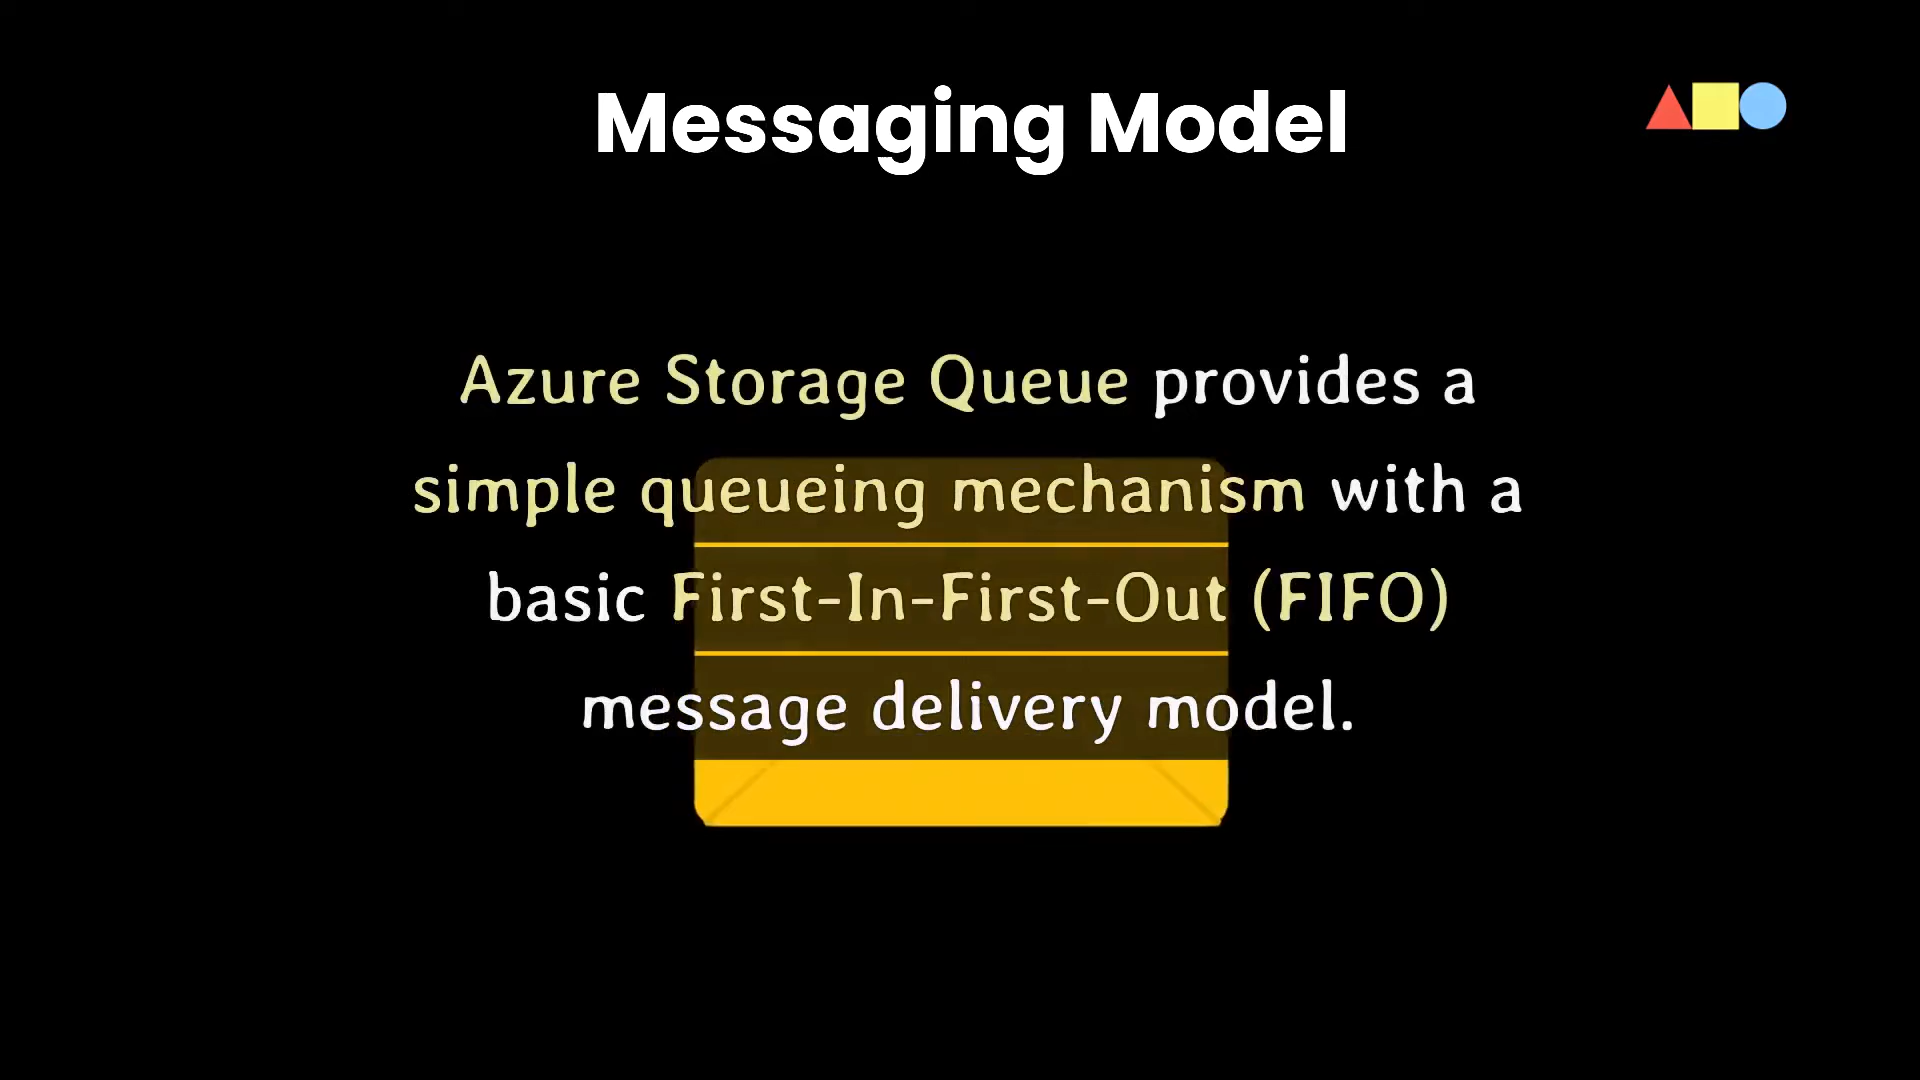 Messaging Model
Azure Storage Queue provides a
simple queueing mechanism with a
basic First-In-First-Out (FIFO)
message delivery model.